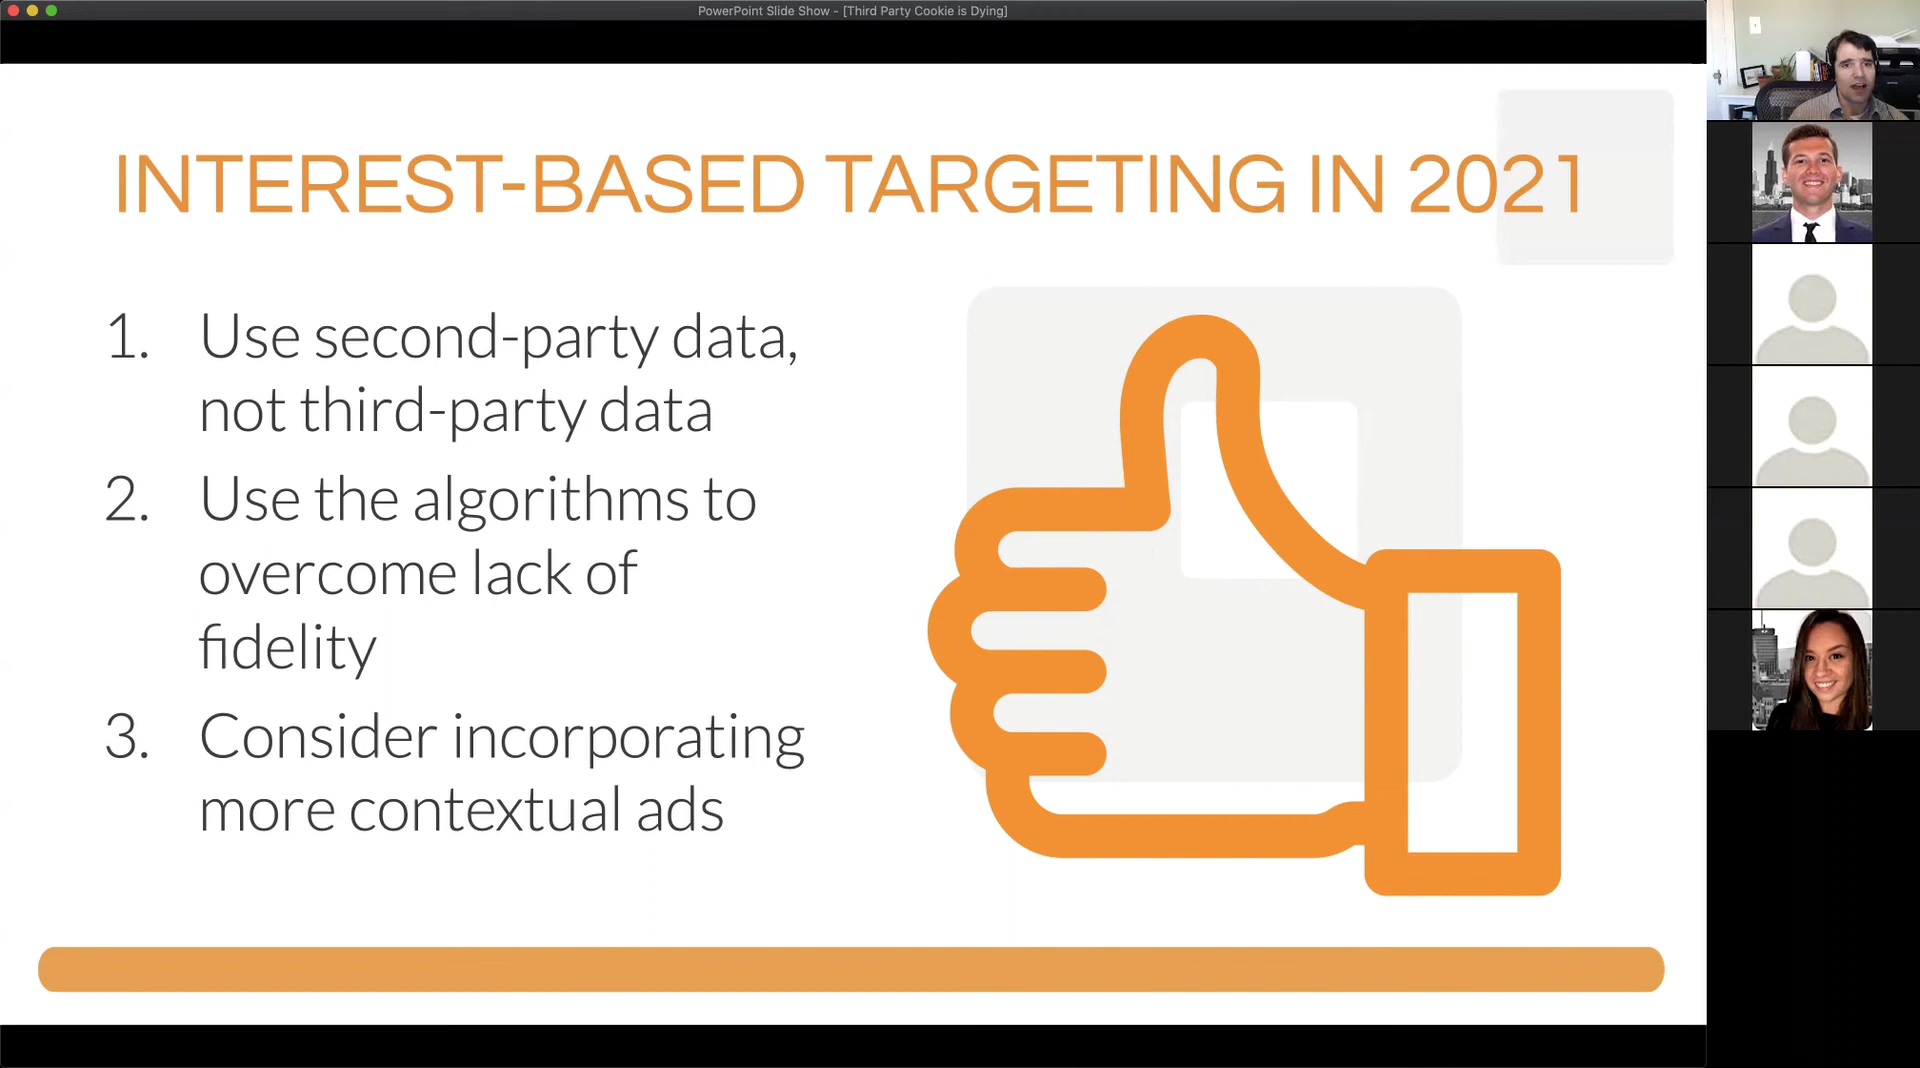 PowerPoint Slide Show - [Third Party Cookie is Dying]
INTEREST-BASED TARGETING IN 2021
1. Use second-party data,
not third-party data
2. Use the algorithms to
overcome lack of
fidelity
3. Consider incorporating
more contextual ads